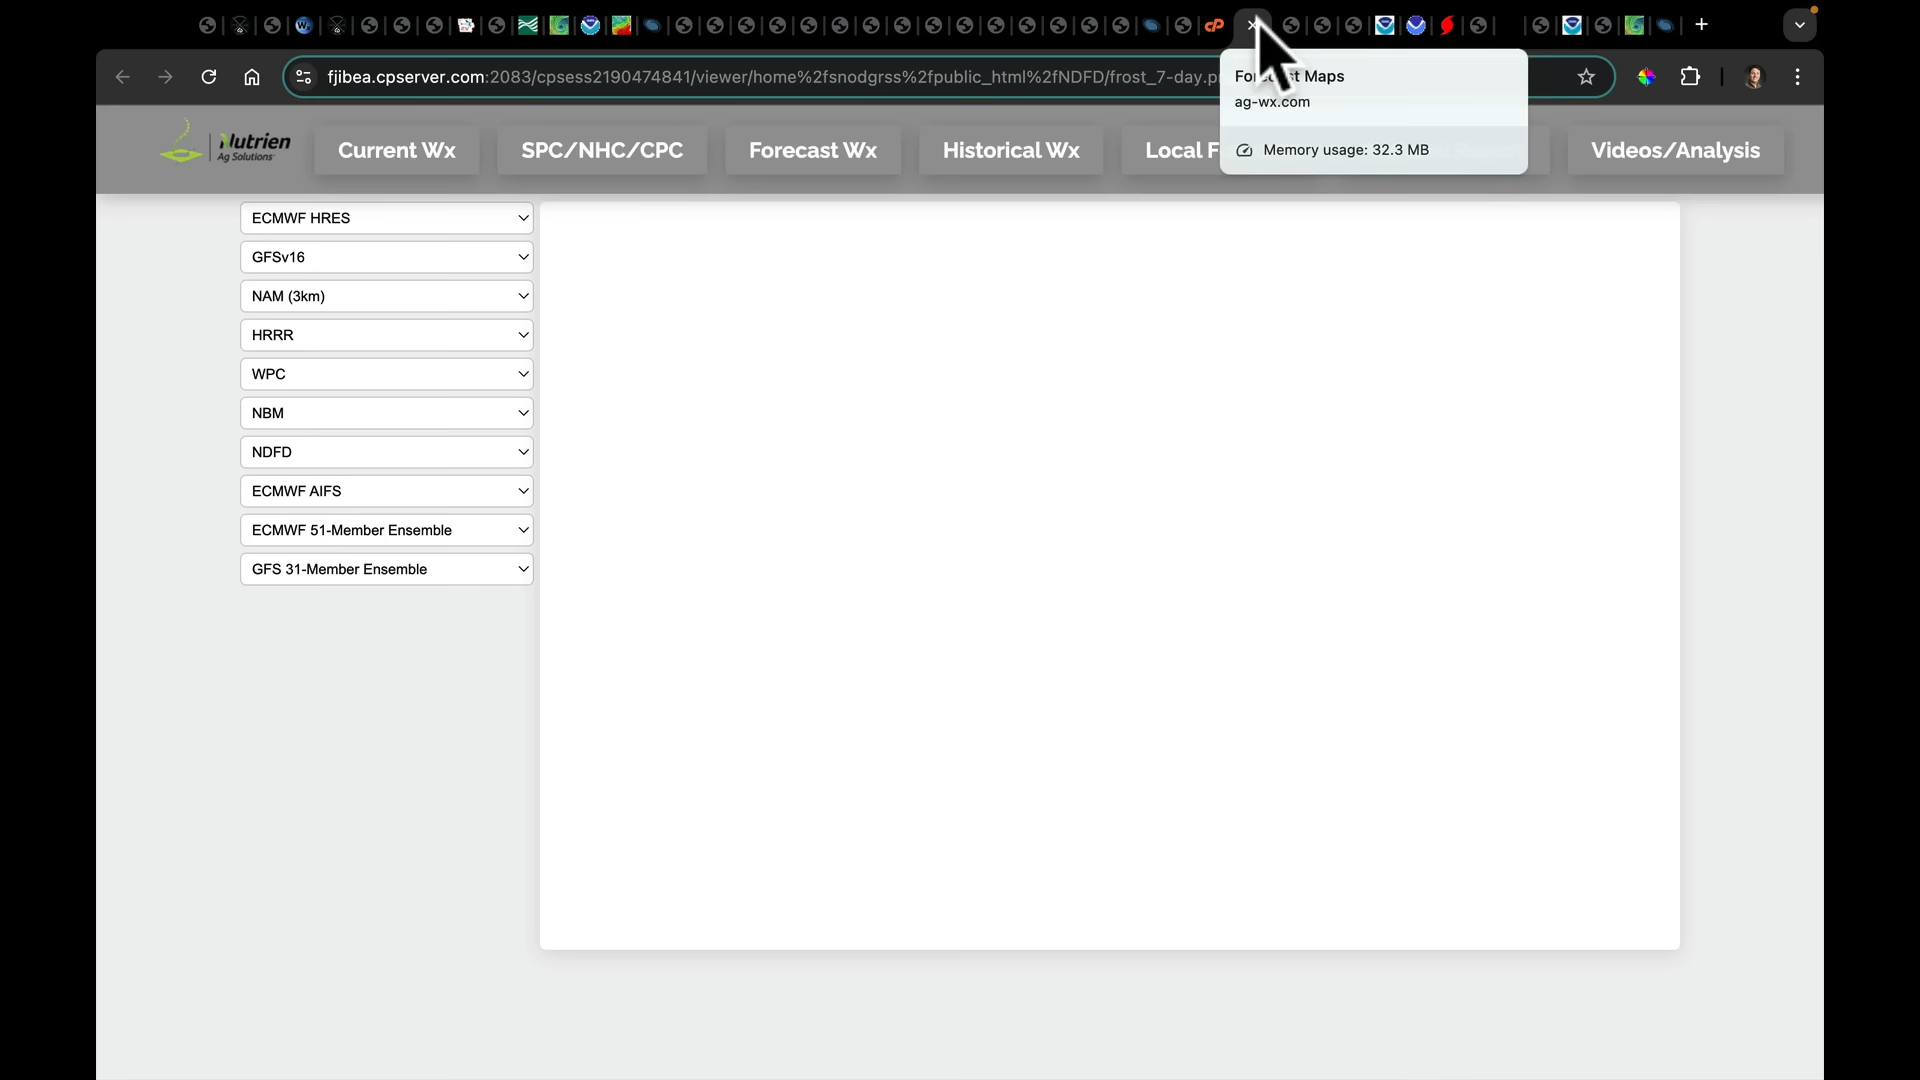 fjibea.cpserver.com:2083/cpsess2190474841/viewer/home%2fsnodgrss%2fpublic_html%2fNDFD/frost_7-day.p
Maps
ag-wx.com
Memory usage: 32.3 MB
Nutrien
Ag Solutions
Current Wx
SPC/NHC/CPC
Forecast Wx
Historical Wx
Local F
Videos/Analysis
ECMWF HRES
GFSv16
NAM (3km)
HRRR
WPC
NBM
NDFD
ECMWF AIFS
ECMWF 51-Member Ensemble
GFS 31-Member Ensemble